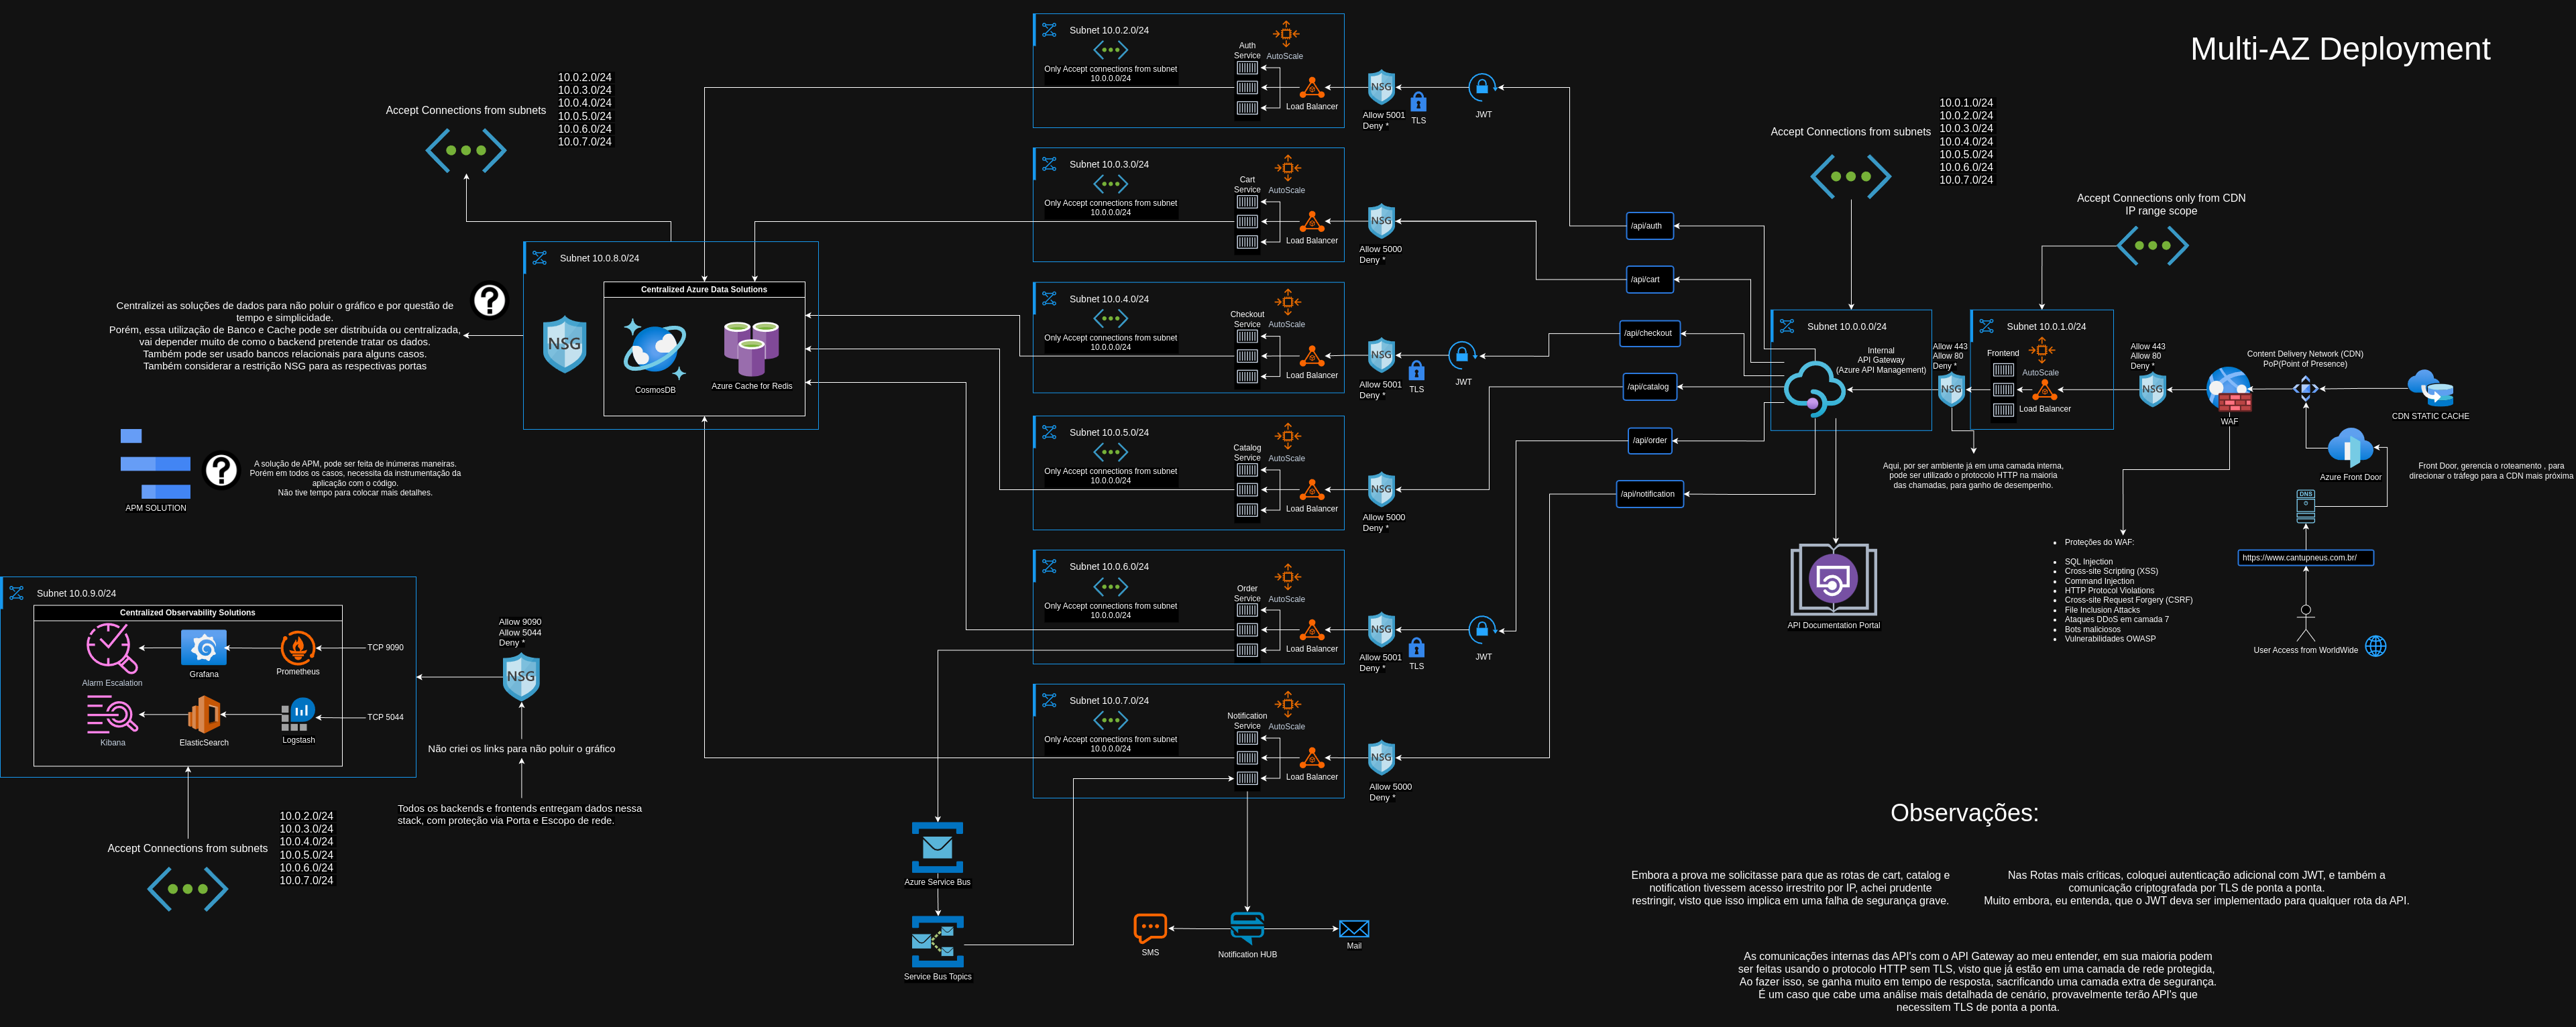 Multi-AZ Deployment
Accept Connections from subnets
10.0.2.0/24
10.0.3.0/24
10.0.4.0/24
10.0.5.0/24
10.0.6.0/24
10.0.7.0/24
Subnet 10.0.8.0/24
Centralized Azure Data Solutions
NSG
CosmosDB
Azure Cache for Redis
Centralizei as soluções de dados para não poluir o gráfico e por questão de
tempo e simplicidade.
Porém, essa utilização de Banco e Cache pode ser distribuída ou centralizada,
vai depender muito de como o backend pretende tratar os dados.
Também pode ser usado bancos relacionais para alguns casos.
Também considerar a restrição NSG para as respectivas portas
A solução de APM, pode ser feita de inúmeras maneiras.
Porém em todos os casos, necessita da instrumentação da
aplicação com o código.
Não tive tempo para colocar mais detalhes.
APM SOLUTION
Subnet 10.0.9.0/24
Centralized Observability Solutions
Alarm Escalation
Grafana
Prometheus
TCP 9090
Kibana
ElasticSearch
Logstash
TCP 5044
Allow 9090
Allow 5044
Deny *
NSG
Não criei os links para não poluir o gráfico
Todos os backends e frontends entregam dados nessa
stack, com proteção via Porta e Escopo de rede.
Accept Connections from subnets
10.0.2.0/24
10.0.3.0/24
10.0.4.0/24
10.0.5.0/24
10.0.6.0/24
10.0.7.0/24
Subnet 10.0.2.0/24
Only Accept connections from subnet
10.0.0.0/24
Auth
Service
AutoScale
Load Balancer
NSG
Allow 5001
Deny *
TLS
JWT
Subnet 10.0.3.0/24
Only Accept connections from subnet
10.0.0.0/24
Cart
Service
AutoScale
Load Balancer
NSG
Allow 5000
Deny *
Subnet 10.0.4.0/24
Only Accept connections from subnet
10.0.0.0/24
Checkout
Service
AutoScale
Load Balancer
NSG
Allow 5001
Deny *
TLS
JWT
Subnet 10.0.5.0/24
Only Accept connections from subnet
10.0.0.0/24
Catalog
Service
AutoScale
Load Balancer
NSG
Allow 5000
Deny *
Subnet 10.0.6.0/24
Only Accept connections from subnet
10.0.0.0/24
Order
Service
AutoScale
Load Balancer
NSG
Allow 5001
Deny *
TLS
JWT
Subnet 10.0.7.0/24
Only Accept connections from subnet
10.0.0.0/24
Notification
Service
AutoScale
Load Balancer
NSG
Allow 5000
Deny *
Azure Service Bus
Service Bus Topics
SMS
Notification HUB
Mail
/api/auth
/api/cart
/api/checkout
/api/catalog
/api/order
/api/notification
Accept Connections from subnets
10.0.1.0/24
10.0.2.0/24
10.0.3.0/24
10.0.4.0/24
10.0.5.0/24
10.0.6.0/24
10.0.7.0/24
Subnet 10.0.0.0/24
Internal
API Gateway
(Azure API Management)
API Documentation Portal
Allow 443
Allow 80
Deny *
NSG
Aqui, por ser ambiente já em uma camada interna,
pode ser utilizado o protocolo HTTP na maioria
das chamadas, para ganho de desempenho.
Accept Connections only from CDN
IP range scope
Subnet 10.0.1.0/24
Frontend
AutoScale
Load Balancer
Allow 443
Allow 80
Deny *
NSG
WAF
Content Delivery Network (CDN)
PoP(Point of Presence)
CDN STATIC CACHE
Azure Front Door
Front Door, gerencia o roteamento , para
direcionar o tráfego para a CDN mais próxima
DNS
https://www.cantupneus.com.br/
User Access from WorldWide
Proteções do WAF:
SQL Injection
Cross-site Scripting (XSS)
Command Injection
HTTP Protocol Violations
Cross-site Request Forgery (CSRF)
File Inclusion Attacks
Ataques DDoS em camada 7
Bots maliciosos
Vulnerabilidades OWASP
Observações:
Embora a prova me solicitasse para que as rotas de cart, catalog e
notification tivessem acesso irrestrito por IP, achei prudente
restringir, visto que isso implica em uma falha de segurança grave.
Nas Rotas mais críticas, coloquei autenticação adicional com JWT, e também a
comunicação criptografada por TLS de ponta a ponta.
Muito embora, eu entenda, que o JWT deva ser implementado para qualquer rota da API.
As comunicações internas das API's com o API Gateway ao meu entender, em sua maioria podem
ser feitas usando o protocolo HTTP sem TLS, visto que já estão em uma camada de rede protegida,
Ao fazer isso, se ganha muito em tempo de resposta, sacrificando uma camada extra de segurança.
É um caso que cabe uma análise mais detalhada de cenário, provavelmente terão API's que
necessitem TLS de ponta a ponta.